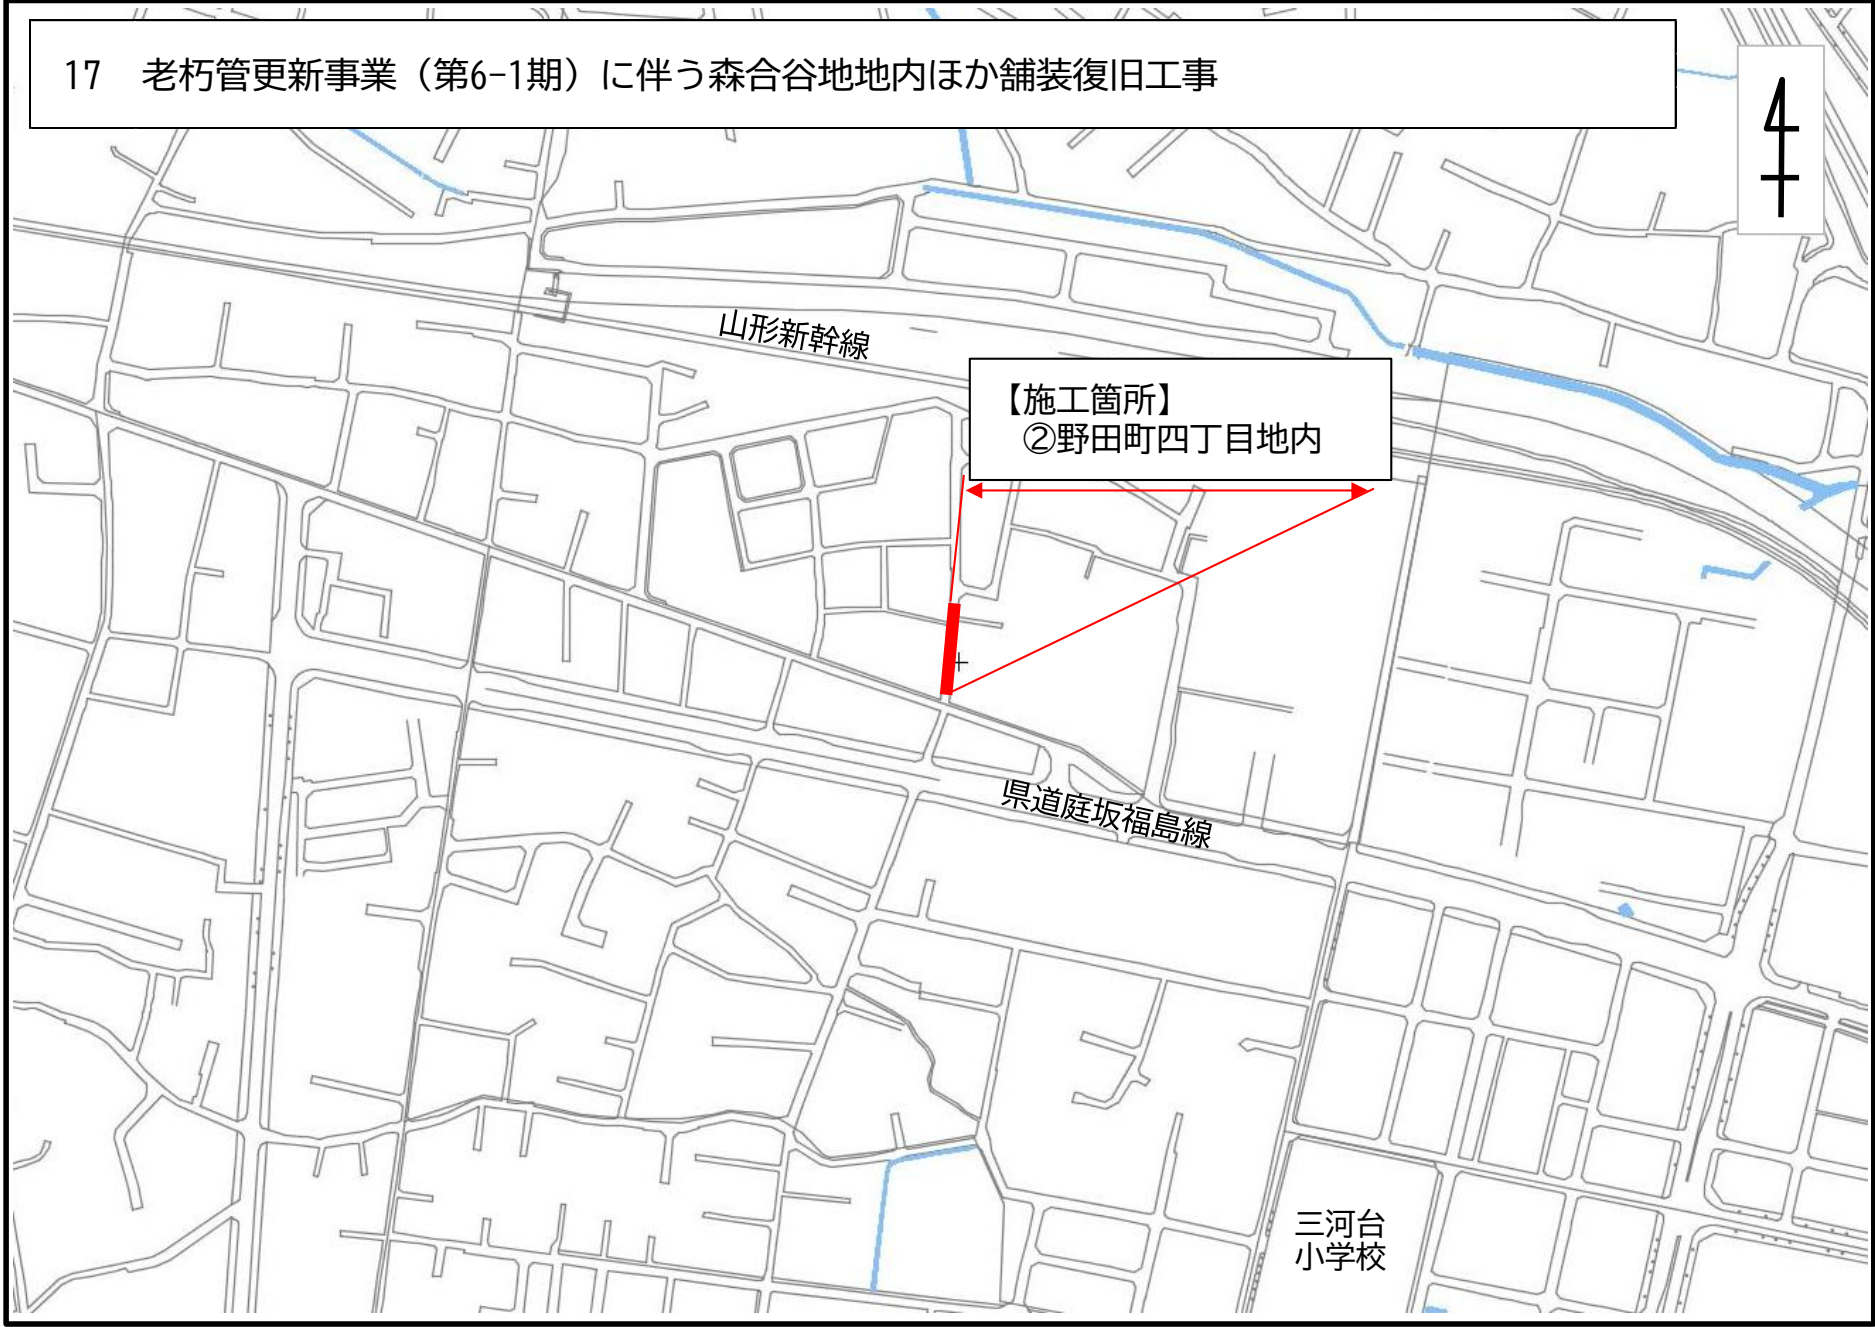 17　老朽管更新事業（第6-1期）に伴う森合谷地地内ほか舗装復旧工事
山形新幹線
【施工箇所】
②野田町四丁目地内
県道庭坂福島線
三河台
小学校